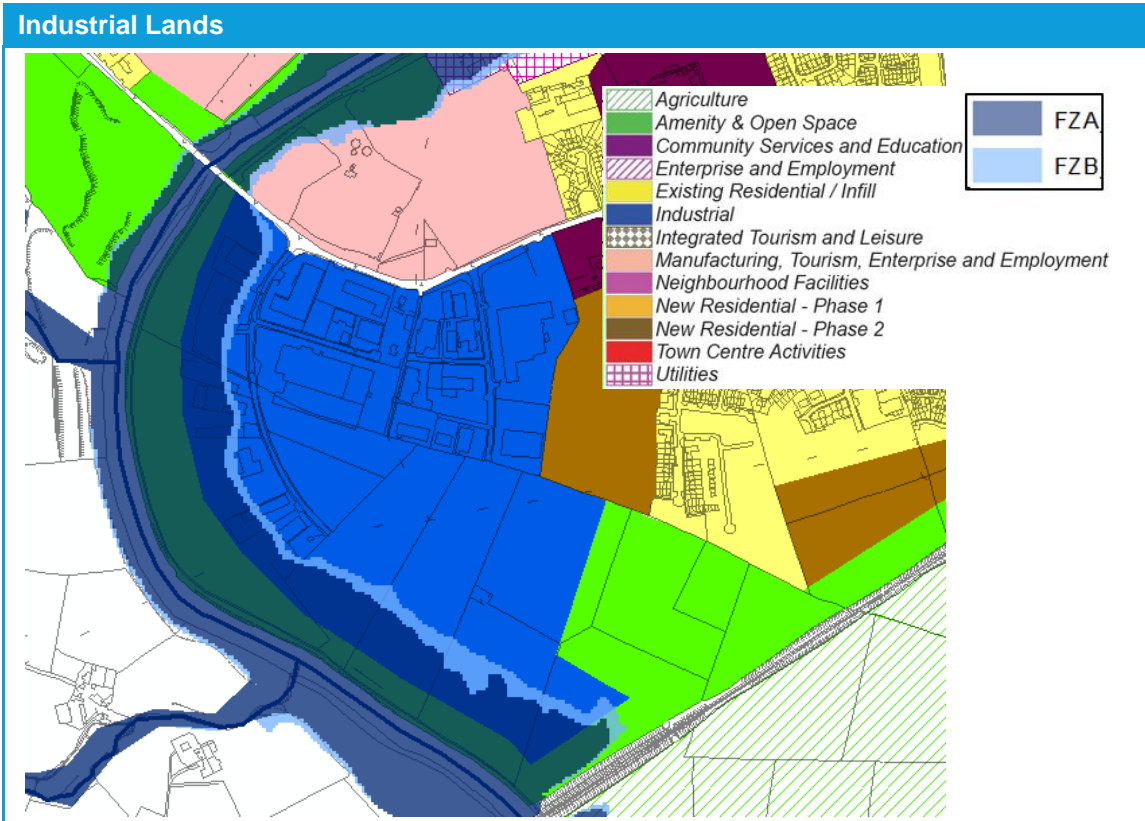 Industrial Lands
Agriculture
Amenity & Open Space
Community Services and Education
Enterprise and Employment
Existing Residential / Infill
Industrial
Integrated Tourism and Leisure
Manufacturing, Tourism, Enterprise and Employment
Neighbourhood Facilities
New Residential - Phase 1
New Residential - Phase 2
Town Centre Activities
Utilities
FZA
FZB